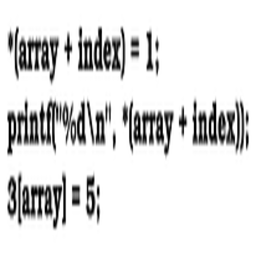 *(array + index) = 1;
printf("%d\n", *(array + index));
3[array] = 5;